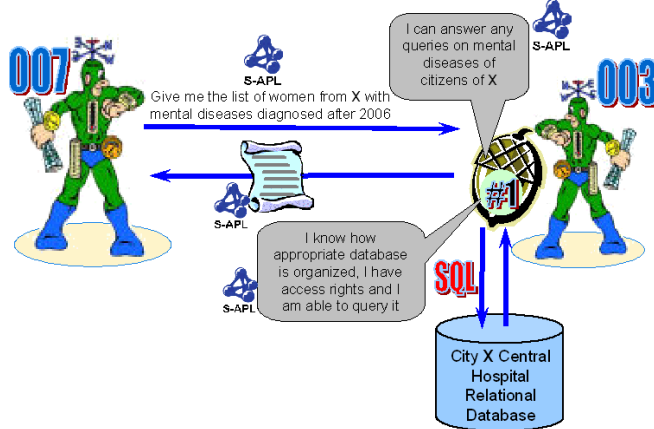 007
S-APL
Give me the list of women from X with
mental diseases diagnosed after 2006
I can answer any
queries on mental
diseases of
citizens of X
S-APL
003
S-APL
#1
I know how
appropriate database
is organized, I have
access rights and I
am able to query it
S-APL
SQL
City X Central
Hospital
Relational
Database